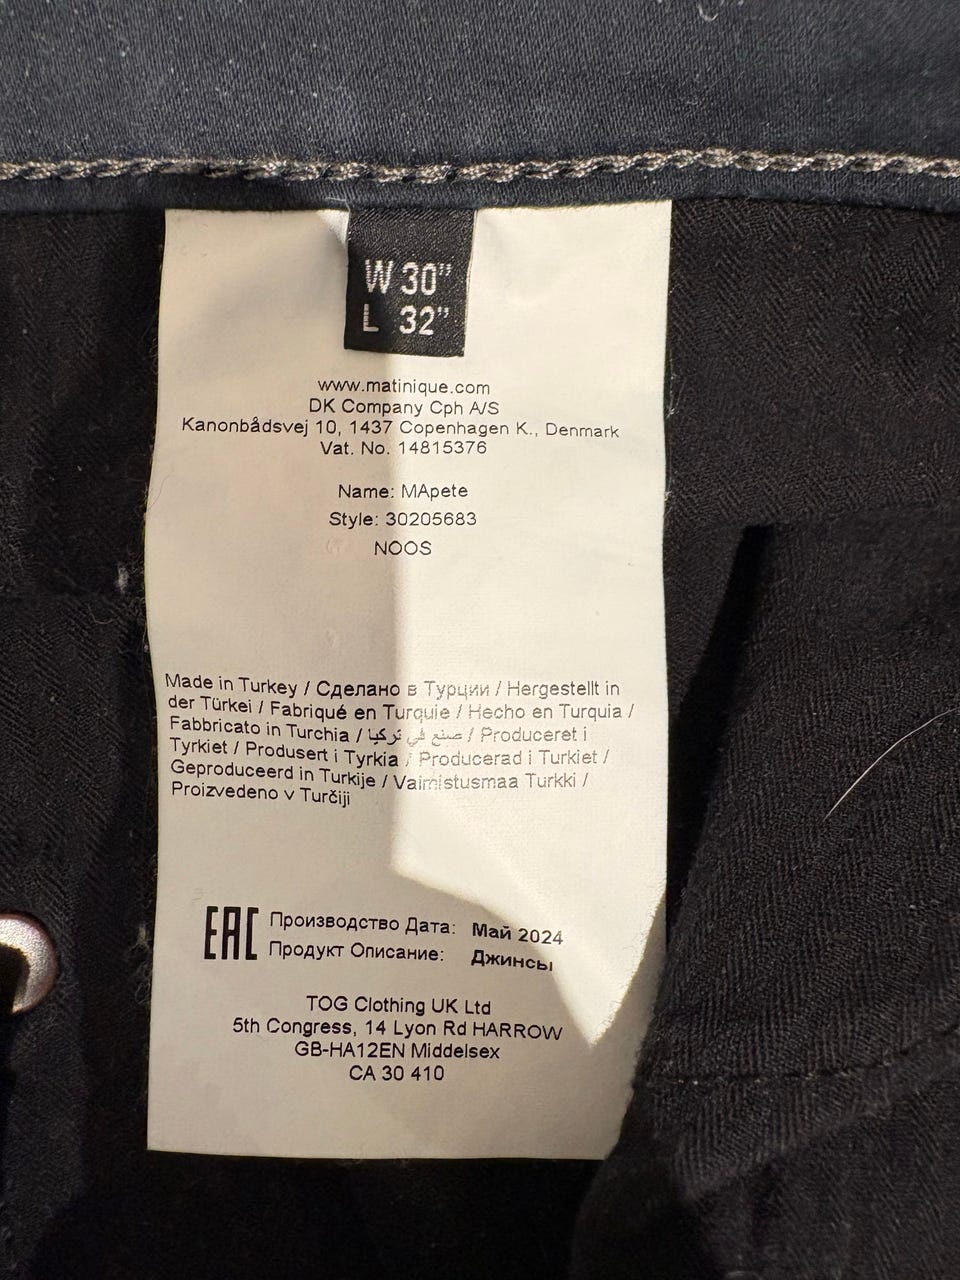 W 30"
L 32"
www.matinique.com
DK Company Cph A/S
Kanonbådsvej 10, 1437 Copenhagen K., Denmark
Vat. No. 14815376
Name: MApete
Style: 30205683
NOOS
Made in Turkey / Сделано в Турции / Hergestellt in
der Türkei / Fabriqué en Turquie / Hecho en Turquia /
Fabbricato in Turchia / صنع في تركيا / Produceret i
Tyrkiet / Produsert i Tyrkia / Producerad i Turkiet /
Geproduceerd in Turkije / Valmistusmaa Turkki /
Proizvedeno v Turčiji
EAC Производство Дата: Май 2024
Продукт Описание: Джинсы
TOG Clothing UK Ltd
5th Congress, 14 Lyon Rd HARROW
GB-HA12EN Middelsex
CA 30 410